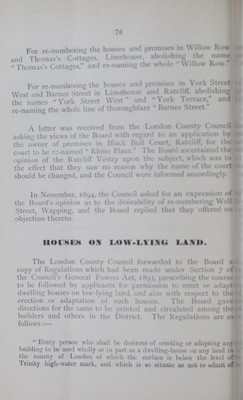 76
For re-numbering the houses and premises in Willow Row
and Thomas's Cottages, Limehouse, abolishing the name
"Thomas's Cottages," and re-naming the whole "Willow Row."
For re-numbering the houses and premises in York Street
West and Barnes Street in Limehouse and Ratcliff, abolishing
the names "York Street West" and "York Terrace," and
re-naming the whole line of thoroughfare "Barnes Street."
A letter was received from the London County Council
asking the views of the Board with regard to an application by
the owner of premises in Black Bull Court, Ratcliff, for the
court to be re-named "Rhine Place." The Board ascertained the
opinion of the Ratcliff Vestry upon the subject, which was to
the effect that they saw no reason why the name of the court
should be changed, and the Council were informed accordingly.
In November, 1894, the Council asked for an expression of
the Board's opinion as to the desirability of re-numbering Well
Street, Wapping, and the Board replied that they offered no
objection thereto.
HOUSES ON LOW-LYING LAND.
The London County Council forwarded to the Board a
copy of Regulations which had been made under Section 7 of
the Council's General Powers Act, 1893, prescribing the course
to be followed by applicants for permission to erect or adapt
dwelling houses on low-lying land, and also with respect to the
erection or adaptation of such houses. The Board gave
directions for the same to be printed and circulated among the
builders and others in the District. The Regulations are as
follows:—
"Every person who shall be desirous of erecting or adapting any
building to be used wholly or in part as a dwelling-house on any land in
the county of London of which the surface is below the level of
Trinity high-water mark, and which is so situate as not to admit of